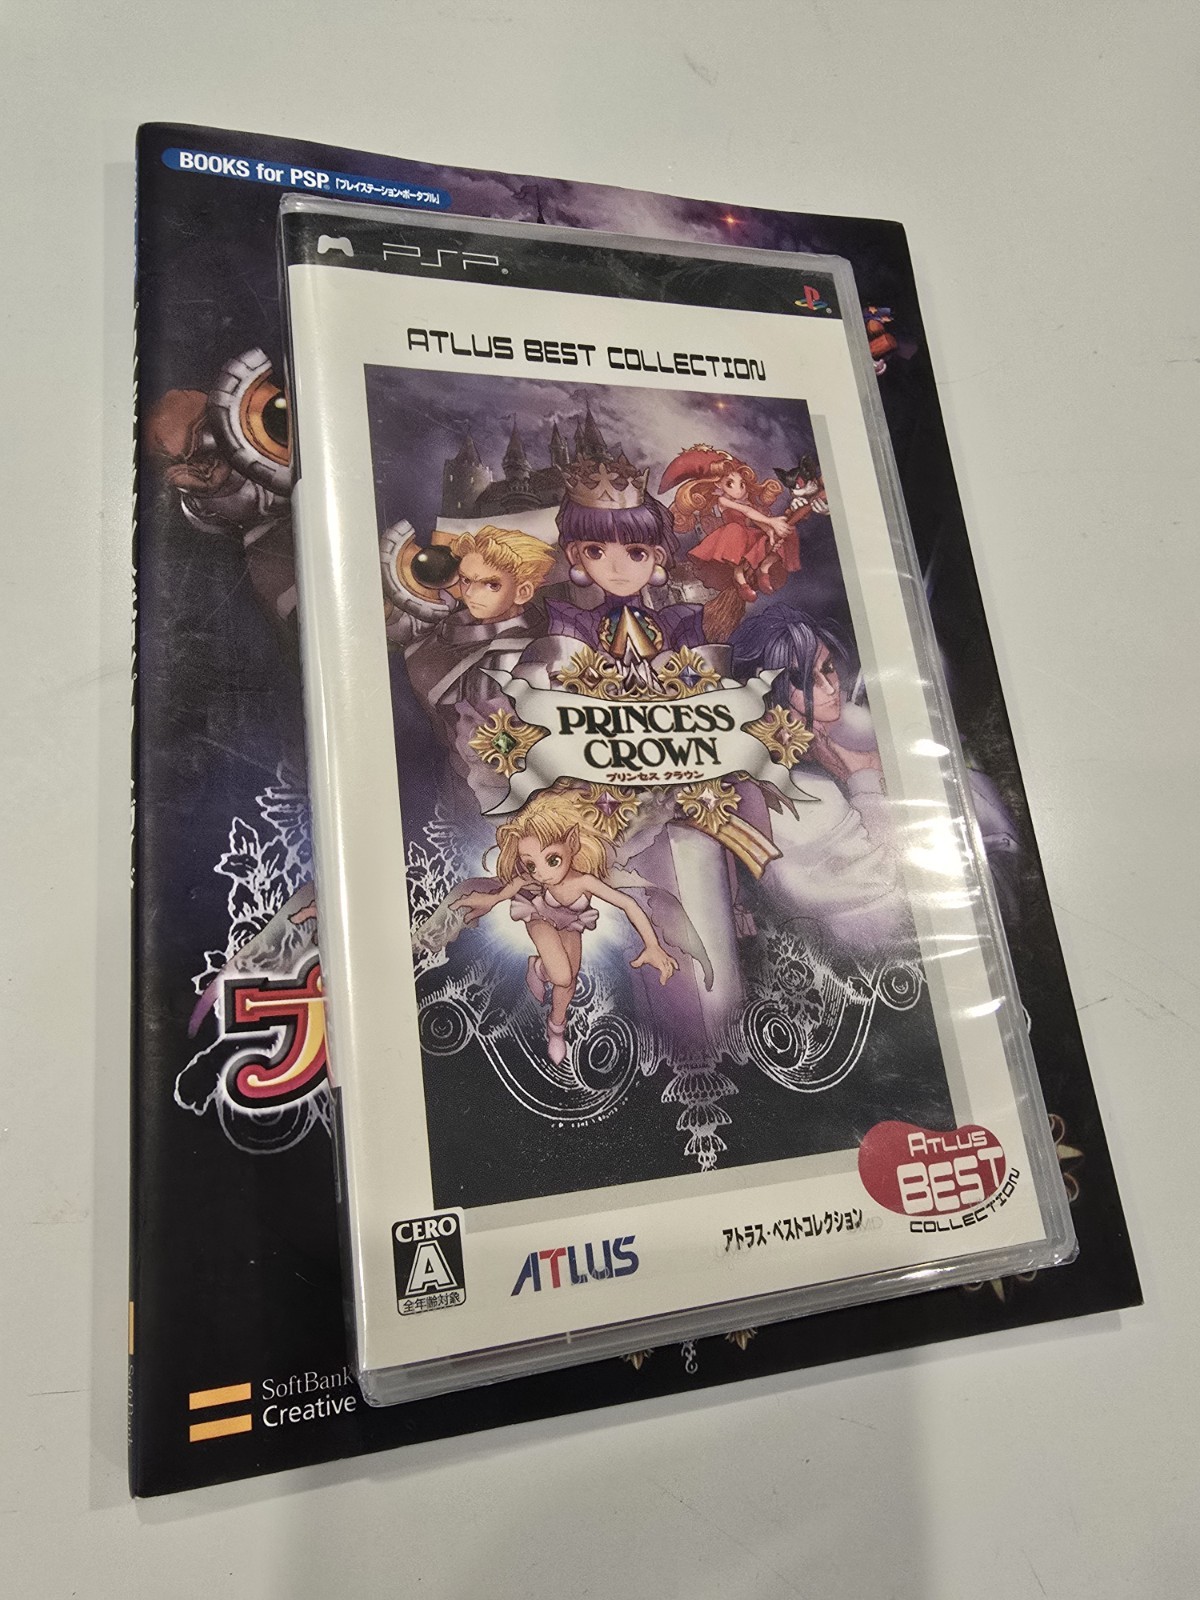 BOOKS for PSP®「プレイステーション・ポータブル」
PSP®
ATLUS BEST COLLECTION
PRINCESS
CROWN
プリンセス クラウン
プ
ATLUS
BEST
COLLECTION
アトラス・ベストコレクション
CERO
A
全年齢対象
ATLUS
SoftBank
Creative